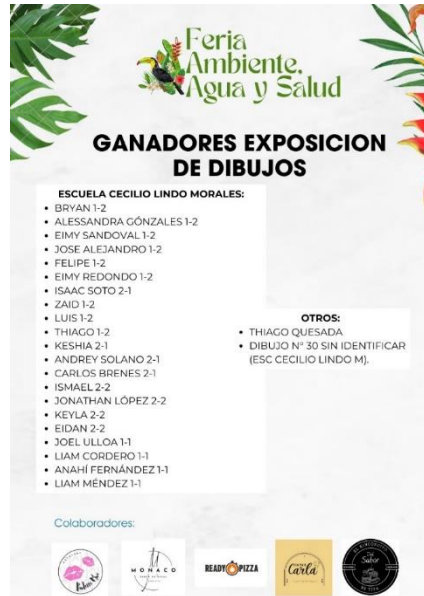 Feria
Ambiente,
Agua y Salud
GANADORES EXPOSICION
DE DIBUJOS
ESCUELA CECILIO LINDO MORALES:
• BRYAN 1-2
• ALESSANDRA GÓNZALES 1-2
• EIMY SANDOVAL 1-2
• JOSE ALEJANDRO 1-2
• FELIPE 1-2
• EIMY REDONDO 1-2
• ISAAC SOTO 2-1
• ZAID 1-2
• LUIS 1-2
• THIAGO 1-2
• KESHIA 2-1
• ANDREY SOLANO 2-1
• CARLOS BRENES 2-1
• ISMAEL 2-2
• JONATHAN LÓPEZ 2-2
• KEYLA 2-2
• EIDAN 2-2
• JOEL ULLOA 1-1
• LIAM CORDERO 1-1
• ANAHÍ FERNÁNDEZ 1-1
• LIAM MÉNDEZ 1-1
OTROS:
• THIAGO QUESADA
• DIBUJO N° 30 SIN IDENTIFICAR
(ESC CECILIO LINDO M).
Colaboradores:
MONACO
READY PIZZA
Carla
Sabor